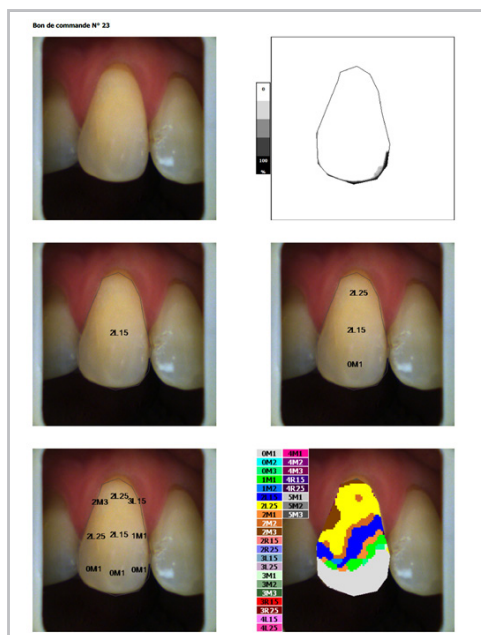 Bon de commande N° 23
0
100
%
2L15
2L25
2L15
0M1
2L25
2M3 3L15
2L25 2L15 1M1
0M1 0M1 0M1
0M1 4M1
0M2 4M2
0M3 4M3
1M1 4R15
1M2 4R25
2L15 5M1
2L25 5M2
2M1 5M3
2M2
2M3
2R15
2R25
3L15
3L25
3M1
3M2
3M3
3R15
3R25
4L15
4L25